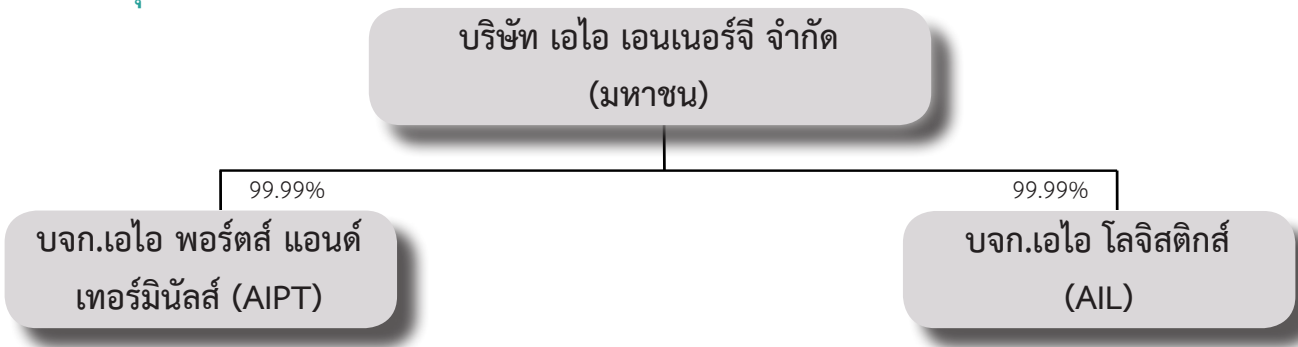 บริษัท เอไอ เอนเนอร์จี จำกัด
(มหาชน)
99.99%
99.99%
บจก.เอไอ พอร์ตส์ แอนด์
เทอร์มินัลส์ (AIPT)
บจก.เอไอ โลจิสติกส์
(AIL)